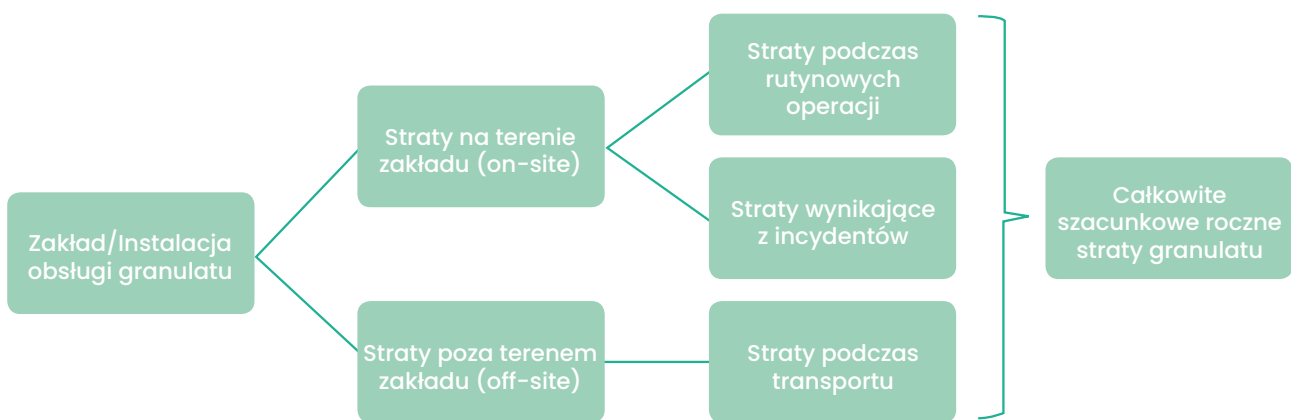 Zakład/Instalacja
obsługi granulatu
Straty na terenie
zakładu (on-site)
Straty poza terenem
zakładu (off-site)
Straty podczas
rutynowych
operacji
Straty wynikające
z incydentów
Straty podczas
transportu
Całkowite
szacunkowe roczne
straty granulatu